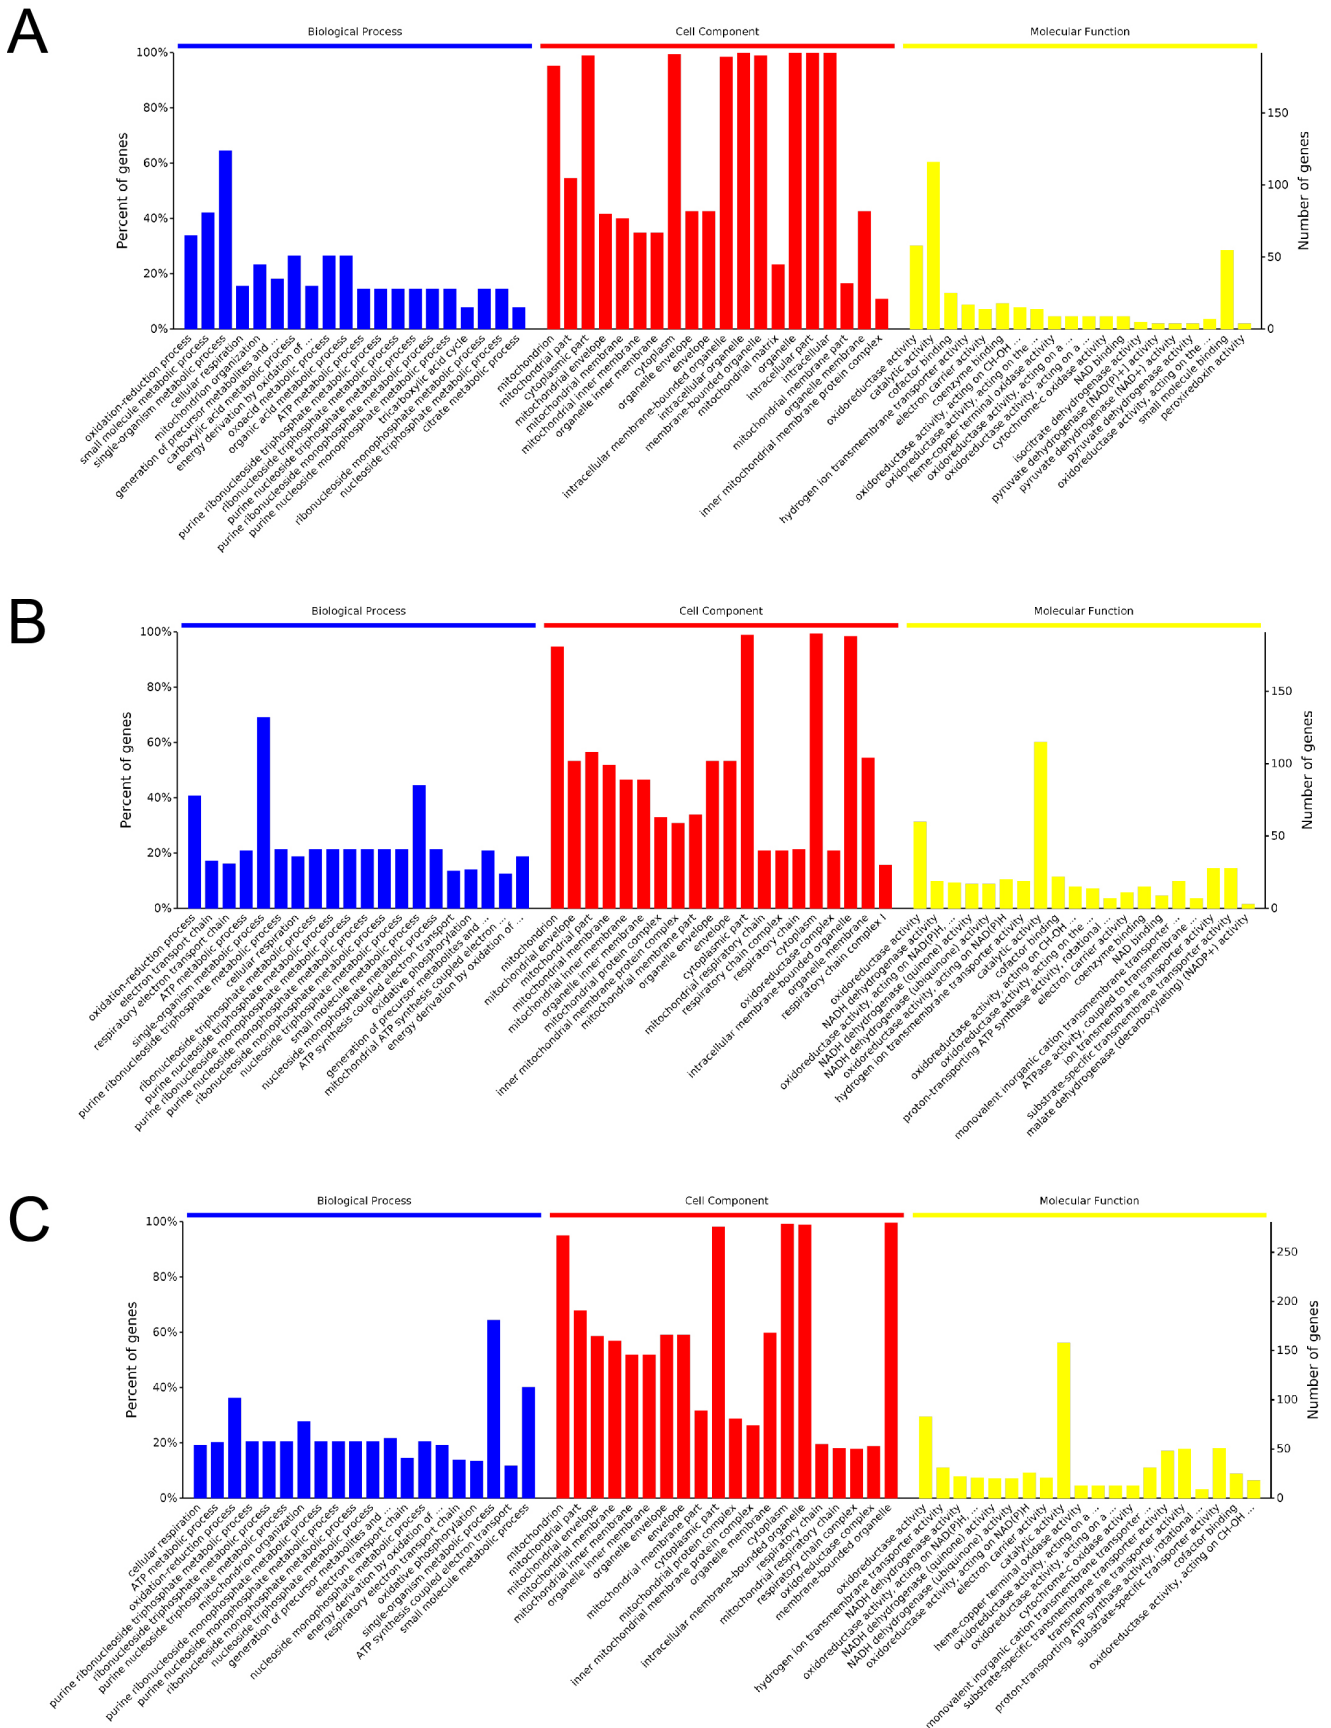 A
Biological Process
Cell Component
Molecular Function
100%
80%
60%
40%
20%
0%
Percent of genes
150
100
50
0
Number of genes
oxidation-reduction process
small molecule metabolic process
single-organism metabolic process
cellular respiration
mitochondrion organization
generation of precursor metabolites and ...
carboxylic acid metabolic process
energy derivation by oxidation of ...
oxoacid metabolic process
organic acid metabolic process
ATP metabolic process
purine ribonucleoside triphosphate metabolic process
ribonucleoside triphosphate metabolic process
purine nucleoside triphosphate metabolic process
purine ribonucleoside monophosphate metabolic process
purine nucleoside monophosphate metabolic process
tricarboxylic acid cycle
ribonucleoside monophosphate metabolic process
nucleoside triphosphate metabolic process
citrate metabolic process
mitochondrion
mitochondrial part
cytoplasmic part
mitochondrial envelope
mitochondrial membrane
mitochondrial inner membrane
organelle inner membrane
cytoplasm
organelle envelope
envelope
intracellular membrane-bounded organelle
intracellular organelle
membrane-bounded organelle
mitochondrial matrix
organelle
intracellular part
intracellular
mitochondrial membrane part
organelle membrane
inner mitochondrial membrane protein complex
oxidoreductase activity
catalytic activity
cofactor binding
electron carrier activity
coenzyme binding
hydrogen ion transmembrane transporter activity
oxidoreductase activity, acting on CH-OH ...
oxidoreductase activity, acting on the ...
heme-copper terminal oxidase activity
oxidoreductase activity, acting on a ...
oxidoreductase activity, acting on a ...
cytochrome-c oxidase activity
NAD binding
isocitrate dehydrogenase activity
pyruvate dehydrogenase [NAD(P)+] activity
pyruvate dehydrogenase (NAD+) activity
pyruvate dehydrogenase activity
oxidoreductase activity, acting on the ...
small molecule binding
peroxiredoxin activity
B
Biological Process
Cell Component
Molecular Function
100%
80%
60%
40%
20%
0%
Percent of genes
150
100
50
0
Number of genes
oxidation-reduction process
electron transport chain
respiratory electron transport chain
ATP metabolic process
single-organism metabolic process
purine ribonucleoside triphosphate metabolic process
cellular respiration
ribonucleoside triphosphate metabolic process
purine nucleoside triphosphate metabolic process
purine ribonucleoside monophosphate metabolic process
purine nucleoside monophosphate metabolic process
ribonucleoside monophosphate metabolic process
nucleoside triphosphate metabolic process
small molecule metabolic process
nucleoside monophosphate metabolic process
ATP synthesis coupled electron transport
oxidative phosphorylation
generation of precursor metabolites and ...
mitochondrial ATP synthesis coupled electron ...
energy derivation by oxidation of ...
mitochondrion
mitochondrial envelope
mitochondrial part
mitochondrial membrane
mitochondrial inner membrane
organelle inner membrane
mitochondrial protein complex
inner mitochondrial membrane protein complex
mitochondrial membrane part
organelle envelope
envelope
cytoplasmic part
mitochondrial respiratory chain
respiratory chain complex
respiratory chain
cytoplasm
oxidoreductase complex
intracellular membrane-bounded organelle
organelle membrane
respiratory chain complex I
oxidoreductase activity
NADH dehydrogenase activity
oxidoreductase activity, acting on NAD(P)H, ...
NADH dehydrogenase (quinone) activity
NADH dehydrogenase (ubiquinone) activity
oxidoreductase activity, acting on NAD(P)H
hydrogen ion transmembrane transporter activity
catalytic activity
cofactor binding
oxidoreductase activity, acting on CH-OH ...
oxidoreductase activity, acting on the ...
proton-transporting ATP synthase activity, rotational ...
electron carrier activity
coenzyme binding
NAD binding
monovalent inorganic cation transmembrane transporter ...
ATPase activity, coupled to transmembrane ...
ion transmembrane transporter activity
substrate-specific transmembrane transporter activity
malate dehydrogenase (decarboxylating) (NADP+) activity
C
Biological Process
Cell Component
Molecular Function
100%
80%
60%
40%
20%
0%
Percent of genes
250
200
150
100
50
0
Number of genes
cellular respiration
ATP metabolic process
oxidation-reduction process
purine ribonucleoside triphosphate metabolic process
ribonucleoside triphosphate metabolic process
purine nucleoside triphosphate metabolic process
mitochondrion organization
purine ribonucleoside monophosphate metabolic process
purine nucleoside monophosphate metabolic process
ribonucleoside monophosphate metabolic process
nucleoside triphosphate metabolic process
generation of precursor metabolites and ...
electron transport chain
nucleoside monophosphate metabolic process
energy derivation by oxidation of ...
respiratory electron transport chain
oxidative phosphorylation
single-organism metabolic process
ATP synthesis coupled electron transport
small molecule metabolic process
mitochondrion
mitochondrial part
mitochondrial envelope
mitochondrial membrane
mitochondrial inner membrane
organelle inner membrane
organelle envelope
envelope
mitochondrial membrane part
cytoplasmic part
mitochondrial protein complex
inner mitochondrial membrane protein complex
organelle membrane
cytoplasm
intracellular membrane-bounded organelle
respiratory chain
mitochondrial respiratory chain
respiratory chain complex
oxidoreductase complex
membrane-bounded organelle
oxidoreductase activity
hydrogen ion transmembrane transporter activity
NADH dehydrogenase activity
oxidoreductase activity, acting on NAD(P)H, ...
NADH dehydrogenase (quinone) activity
NADH dehydrogenase (ubiquinone) activity
oxidoreductase activity, acting on NAD(P)H
electron carrier activity
catalytic activity
heme-copper terminal oxidase activity
oxidoreductase activity, acting on a ...
oxidoreductase activity, acting on a ...
cytochrome-c oxidase activity
monovalent inorganic cation transmembrane transporter ...
substrate-specific transmembrane transporter activity
transmembrane transporter activity
proton-transporting ATP synthase activity, rotational ...
substrate-specific transporter activity
cofactor binding
oxidoreductase activity, acting on CH-OH ...